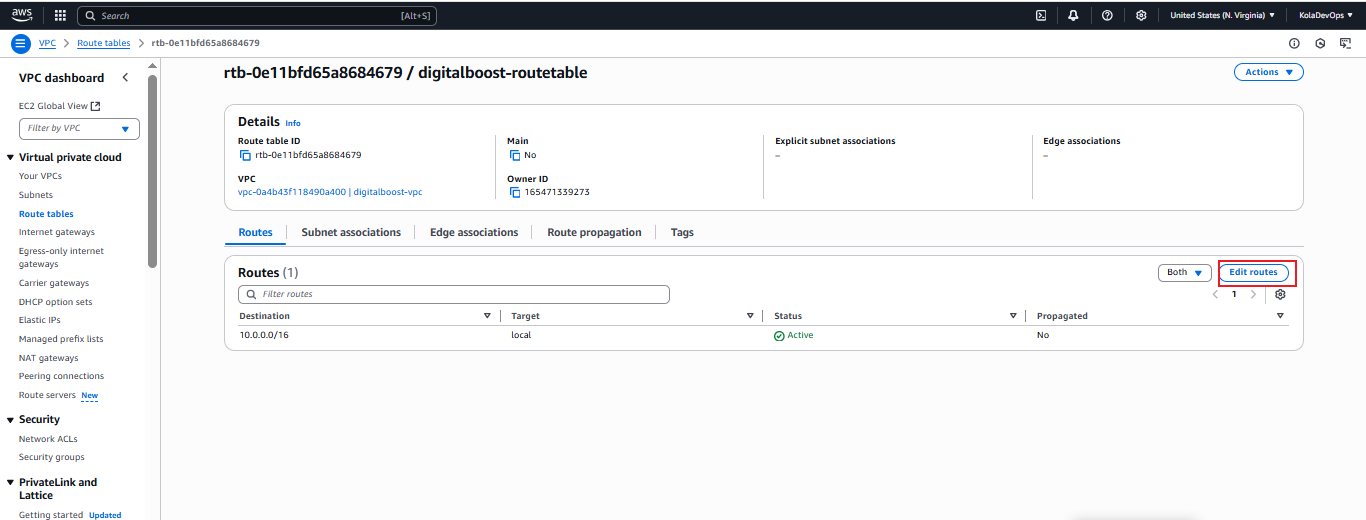 aws Search [Alt+S] United States (N. Virginia) KolaDevOps
VPC Route tables rtb-0e11bfd65a8684679
VPC dashboard
EC2 Global View
Filter by VPC
Virtual private cloud
Your VPCs
Subnets
Route tables
Internet gateways
Egress-only internet
gateways
Carrier gateways
DHCP option sets
Elastic IPs
Managed prefix lists
NAT gateways
Peering connections
Route servers New
Security
Network ACLs
Security groups
PrivateLink and
Lattice
Getting started Updated
rtb-0e11bfd65a8684679 / digitalboost-routetable
Actions
Details Info
Route table ID
rtb-0e11bfd65a8684679
VPC
vpc-0a4b43f118490a400 | digitalboost-vpc
Main
No
Owner ID
165471339273
Explicit subnet associations
–
Edge associations
–
Routes Subnet associations Edge associations Route propagation Tags
Routes (1)
Both Edit routes
Filter routes
1
Destination Target Status Propagated
10.0.0.0/16 local Active No